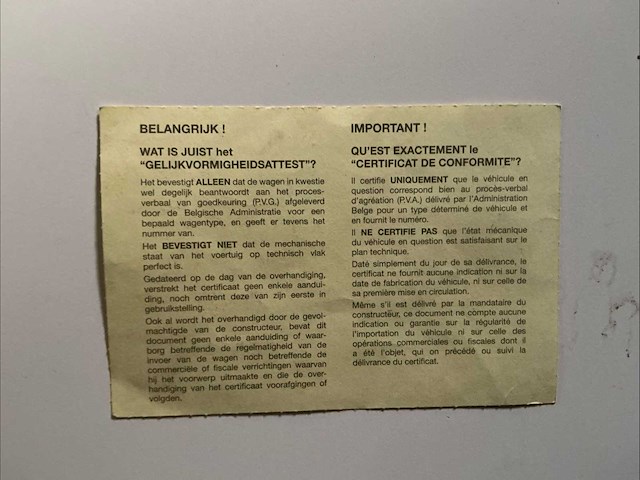 BELANGRIJK !
WAT IS JUIST het
“GELIJKVORMIGHEIDSATTEST”?
Het bevestigt ALLEEN dat de wagen in kwestie
wel degelijk beantwoordt aan het proces-
verbaal van goedkeuring (P.V.G.) afgeleverd
door de Belgische Administratie voor een
bepaald wagentype, en geeft er tevens het
nummer van.
Het BEVESTIGT NIET dat de mechanische
staat van het voertuig op technisch vlak
perfect is.
Gedateerd op de dag van de overhandiging,
verstrekt het certificaat geen enkele aandui-
ding, noch omtrent deze van zijn eerste in
gebruikstelling.
Ook al wordt het overhandigd door de gevol-
machtigde van de constructeur, bevat dit
document geen enkele aanduiding of waar-
borg betreffende de regelmatigheid van de
invoer van de wagen noch betreffende de
commerciële of fiscale verrichtingen waarvan
hij het voorwerp uitmaakte en die de over-
handiging van het certificaat voorafgingen of
volgden.
IMPORTANT !
QU’EST EXACTEMENT le
“CERTIFICAT DE CONFORMITE”?
Il certifie UNIQUEMENT que le véhicule en
question correspond bien au procès-verbal
d’agréation (P.V.A.) délivré par l’Administration
Belge pour un type déterminé de véhicule et
en fournit le numéro.
Il NE CERTIFIE PAS que l’état mécanique
du véhicule en question est satisfaisant sur le
plan technique.
Daté simplement du jour de sa délivrance, le
certificat ne fournit aucune indication ni sur la
date de fabrication du véhicule, ni sur celle de
sa première mise en circulation.
Même s’il est délivré par la mandataire du
constructeur, ce document ne compte aucune
indication ou garantie sur la régularité de
l’importation du véhicule ni sur celle des
opérations commerciales ou fiscales dont il
a été l’objet, qui on précédé ou suivi la
délivrance du certificat.